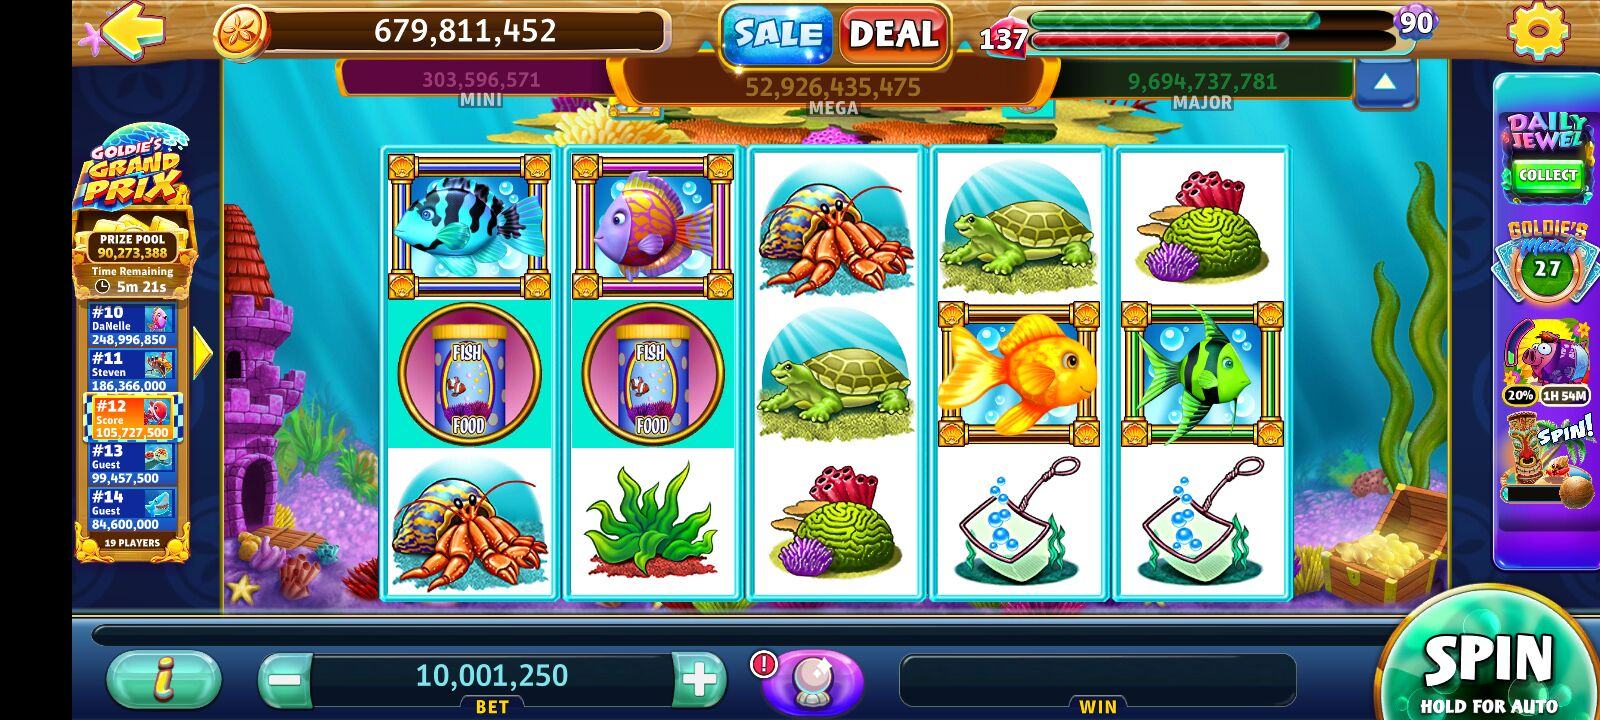 679,811,452
SALE
DEAL
137
90
303,596,571
MINI
52,926,435,475
MEGA
9,694,737,781
MAJOR
GOLDIE'S
GRAND
PRIX
PRIZE POOL
90,273,388
Time Remaining
5m 21s
#10
DaNelle
248,996,850
#11
Steven
186,366,000
#12
Score
105,727,500
#13
Guest
99,457,500
#14
Guest
84,600,000
19 PLAYERS
FISH
FOOD
FISH
FOOD
DAILY
JEWEL
COLLECT
GOLDIE'S
Match
27
20%
1H 54M
SPIN!
i
10,001,250
BET
!
WIN
SPIN
HOLD FOR AUTO